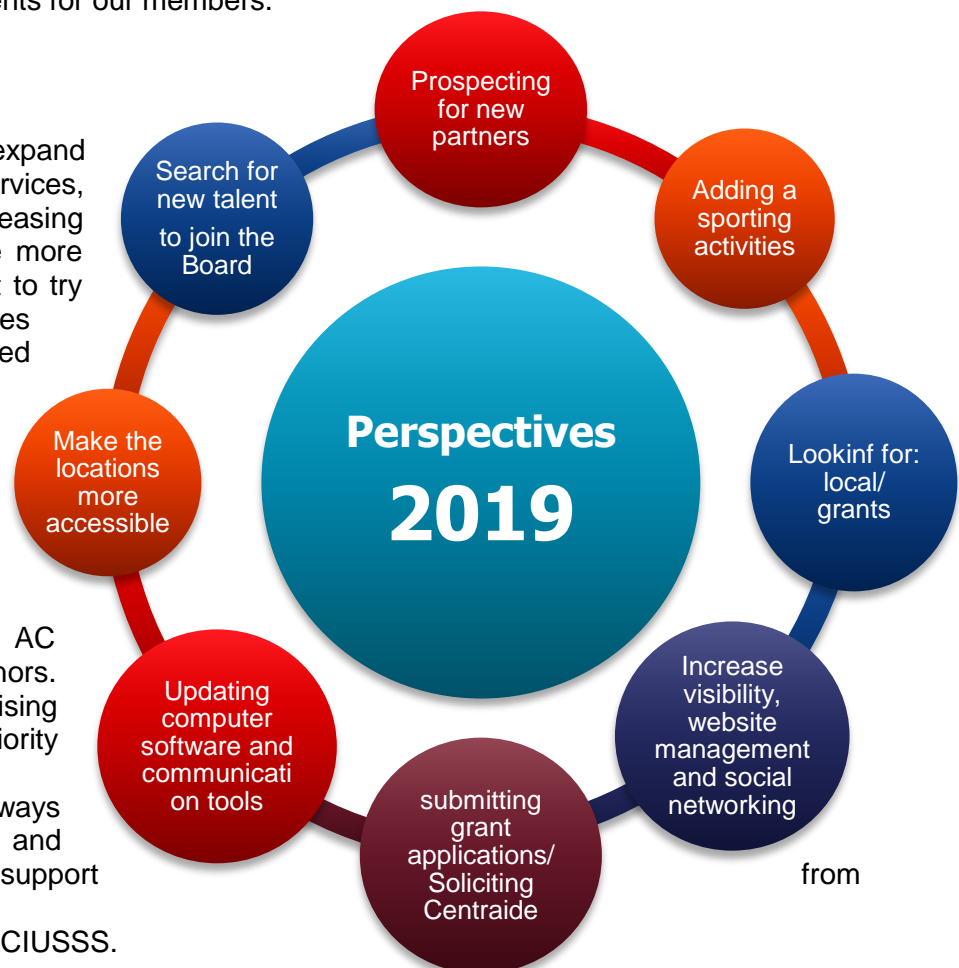 ents for our members.
expand
rvices,
easing
e more
t to try
es
ed
AC
nors.
ising
iority
ways
and
support
from
CIUSSS.
Prospecting
for new
partners
Adding a
sporting
activities
Lookinf for:
local/
grants
Increase
visibility,
website
management
and social
networking
submitting
grant
applications/
Soliciting
Centraide
Updating
computer
software and
communicati
on tools
Make the
locations
more
accessible
Search for
new talent
to join the
Board
Perspectives
2019